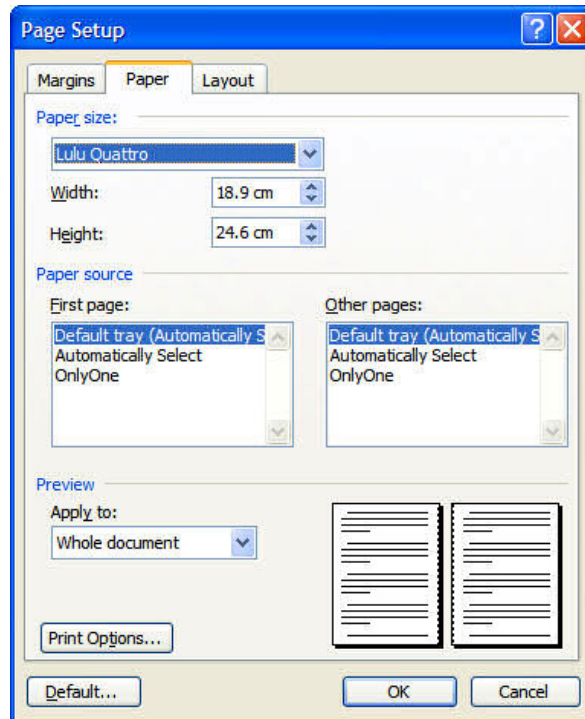 Page Setup
Margins Paper Layout
Paper size:
Lulu Quattro
Width: 18.9 cm
Height: 24.6 cm
Paper source
First page: Other pages:
Default tray (Automatically S Default tray (Automatically S
Automatically Select Automatically Select
OnlyOne OnlyOne
Preview
Apply to:
Whole document
Print Options...
Default... OK Cancel